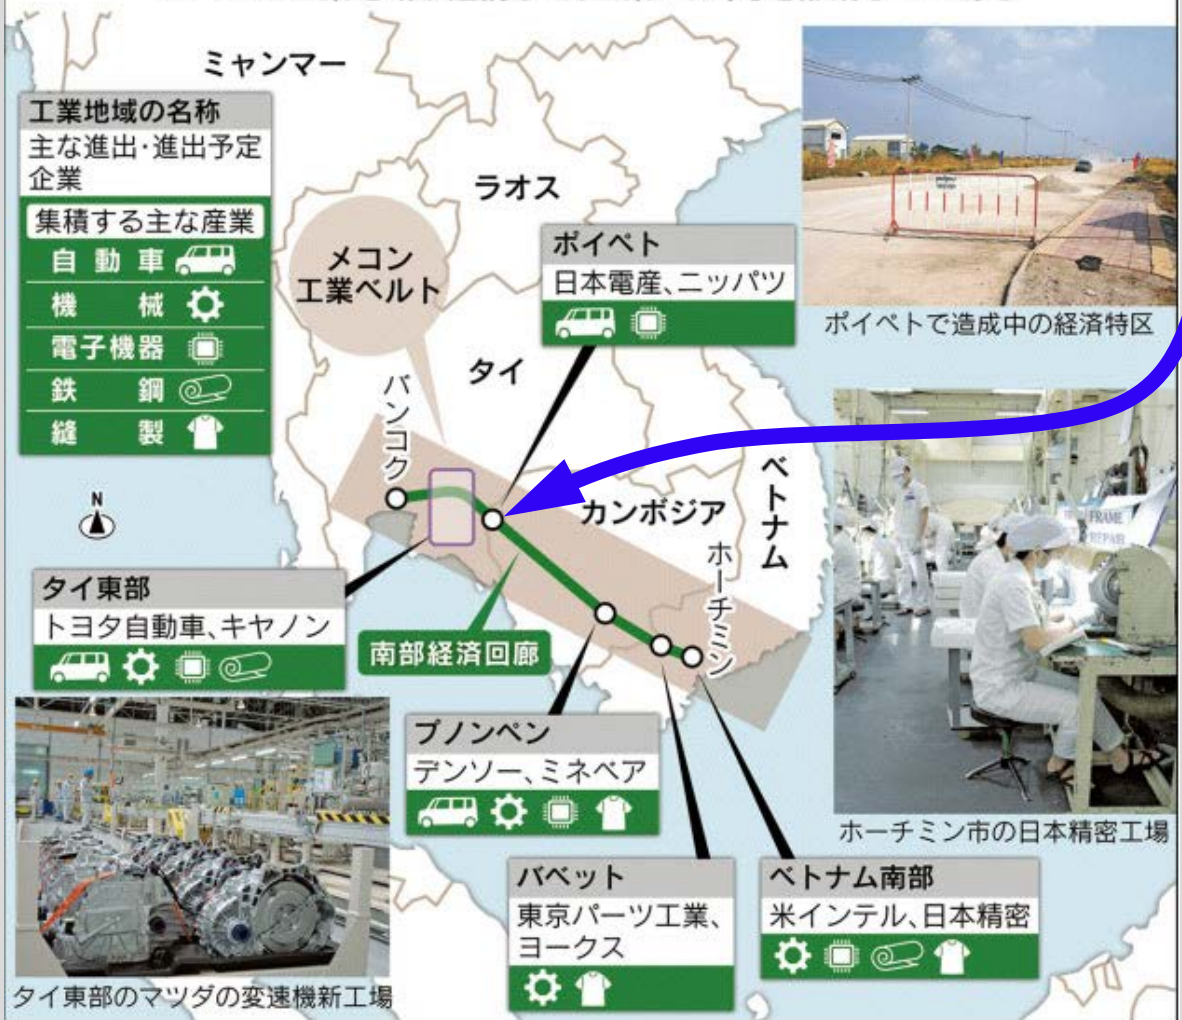 ミャンマー
工業地域の名称
主な進出・進出予定
企業
集積する主な産業
自動車
機械
電子機器
鉄鋼
縫製
ラオス
メコン
工業ベルト
ポイペト
日本電産、ニッパツ
ポイペトで造成中の経済特区
タイ
バンコク
N
カンボジア
ベトナム
ホーチミン
FRAME
REPAIR
タイ東部
トヨタ自動車、キヤノン
南部経済回廊
プノンペン
デンソー、ミネベア
ホーチミン市の日本精密工場
バベット
東京パーツ工業、
ヨークス
ベトナム南部
米インテル、日本精密
タイ東部のマツダの変速機新工場